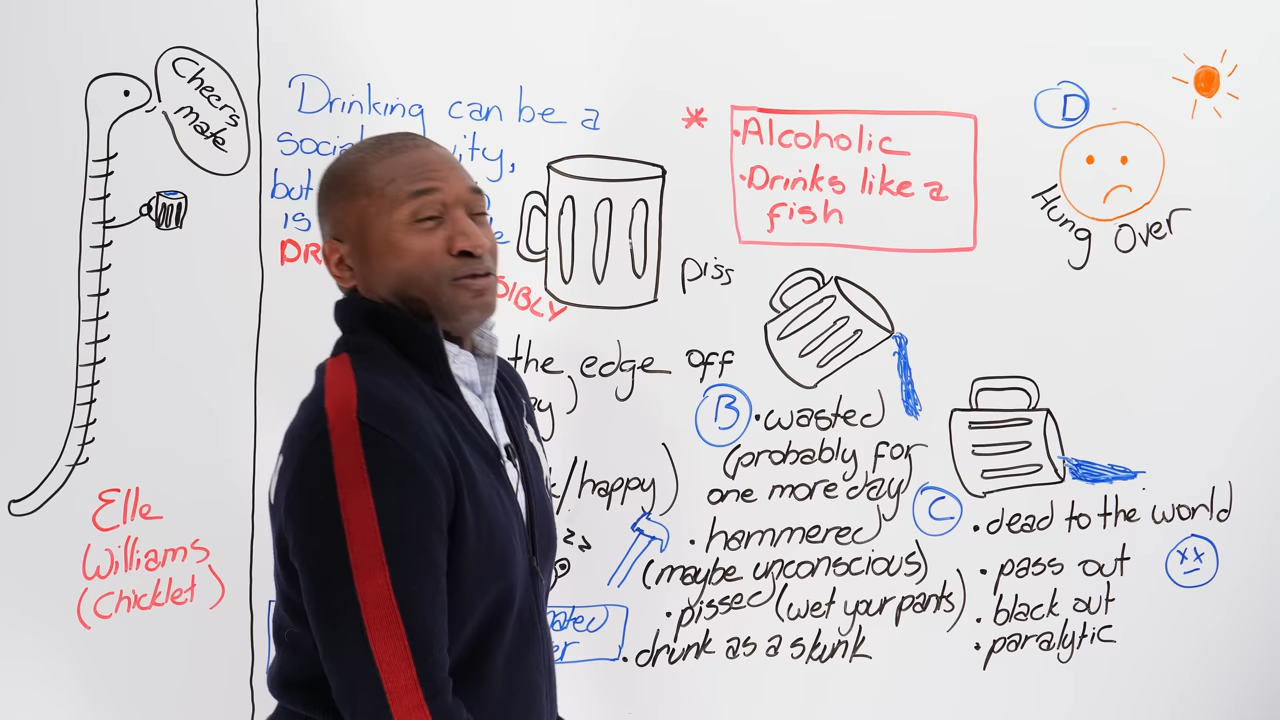 Cheers
mate
Drinking can be a
but
is
SIBLY
piss
* •Alcoholic
•Drinks like a
fish
D
Hung Over
the edge off
/happy)
zz
B •wasted
(probably for
one more day)
•hammered
(maybe unconscious)
•pissed (wet your pants)
•drunk as a skunk
C •dead to the world
•pass out
•black out
•paralytic
Elle
Williams
(Chicklet)